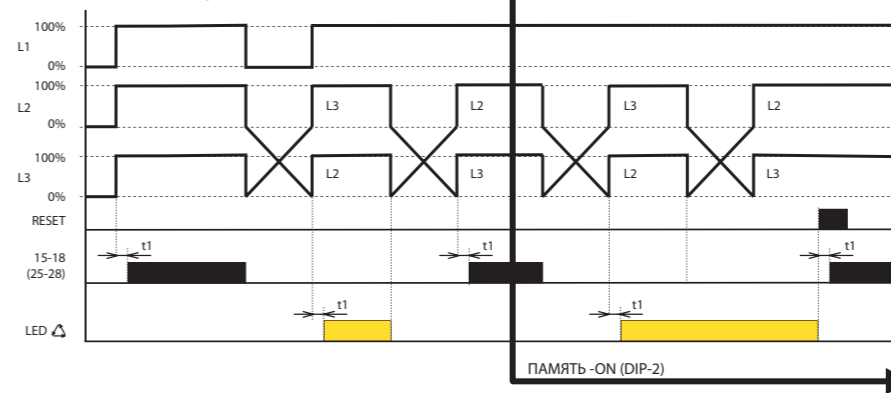 100%
L1
0%
100%
L2
0%
L3 L2 L3 L2
100%
L3
0%
L2 L3 L2 L3
RESET
t1 t1 t1
15-18
(25-28)
t1 t1
LED
ПАМЯТЬ -ON (DIP-2)